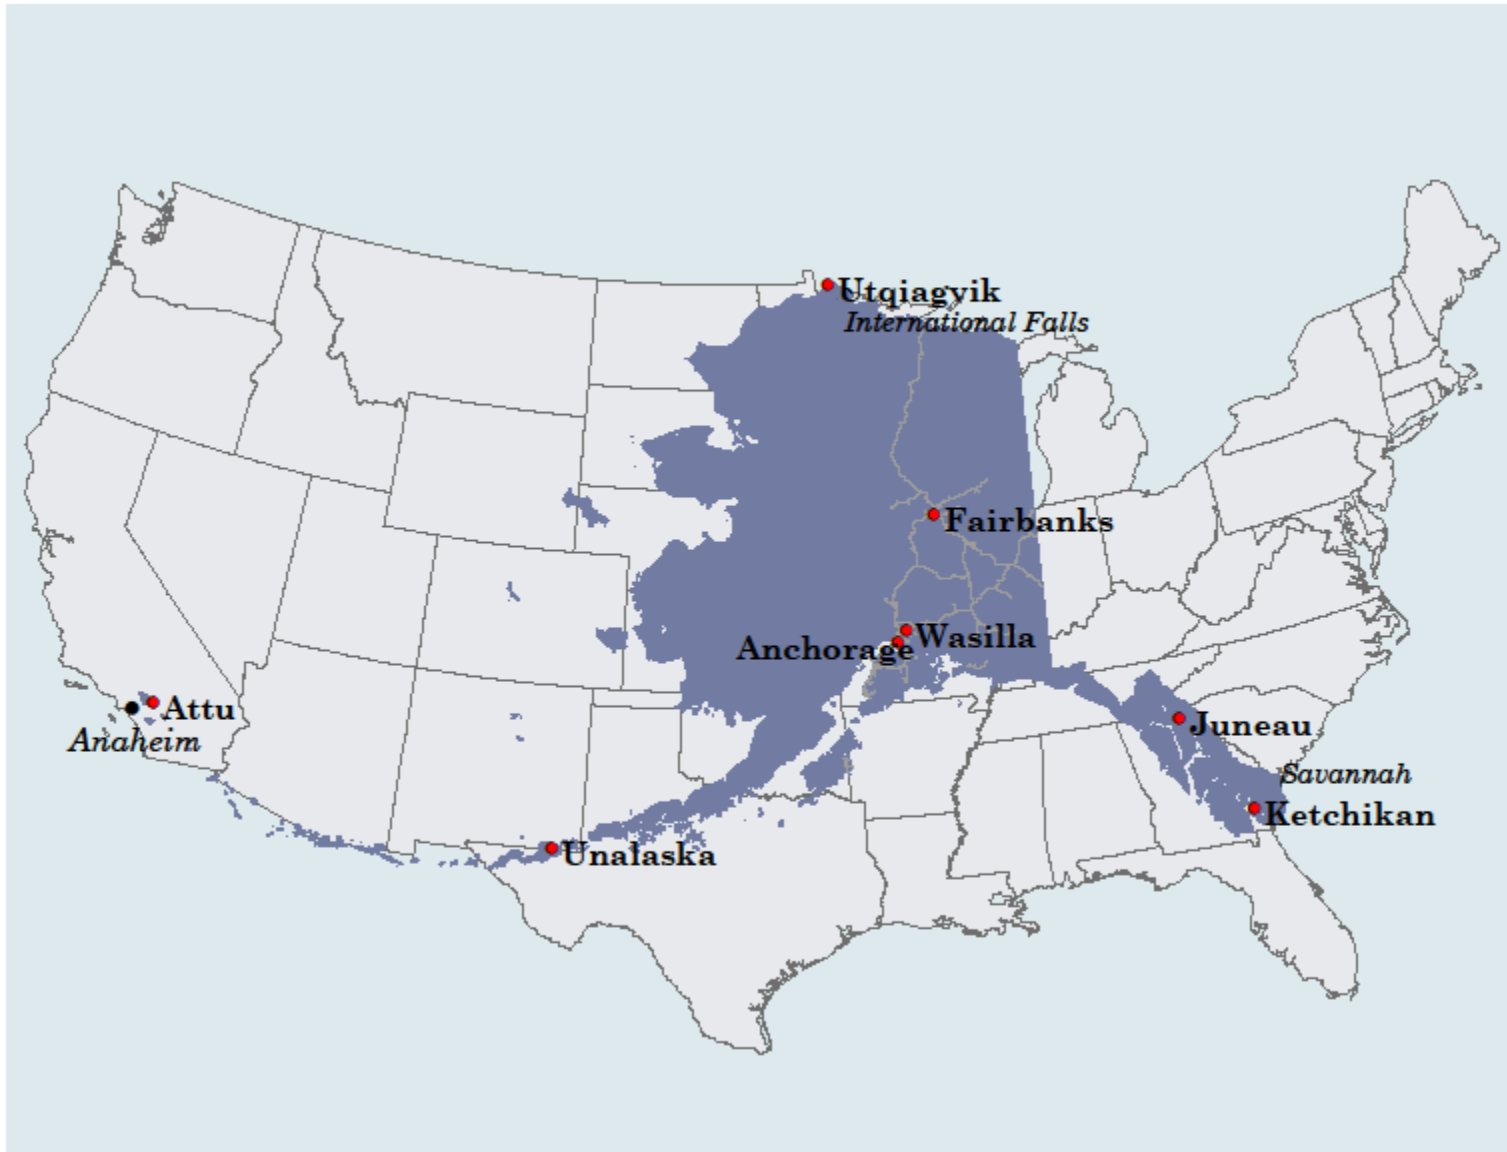 Utqiagvik
International Falls
Fairbanks
Wasilla
Anchorage
Attu
Anaheim
Juneau
Savannah
Ketchikan
Unalaska